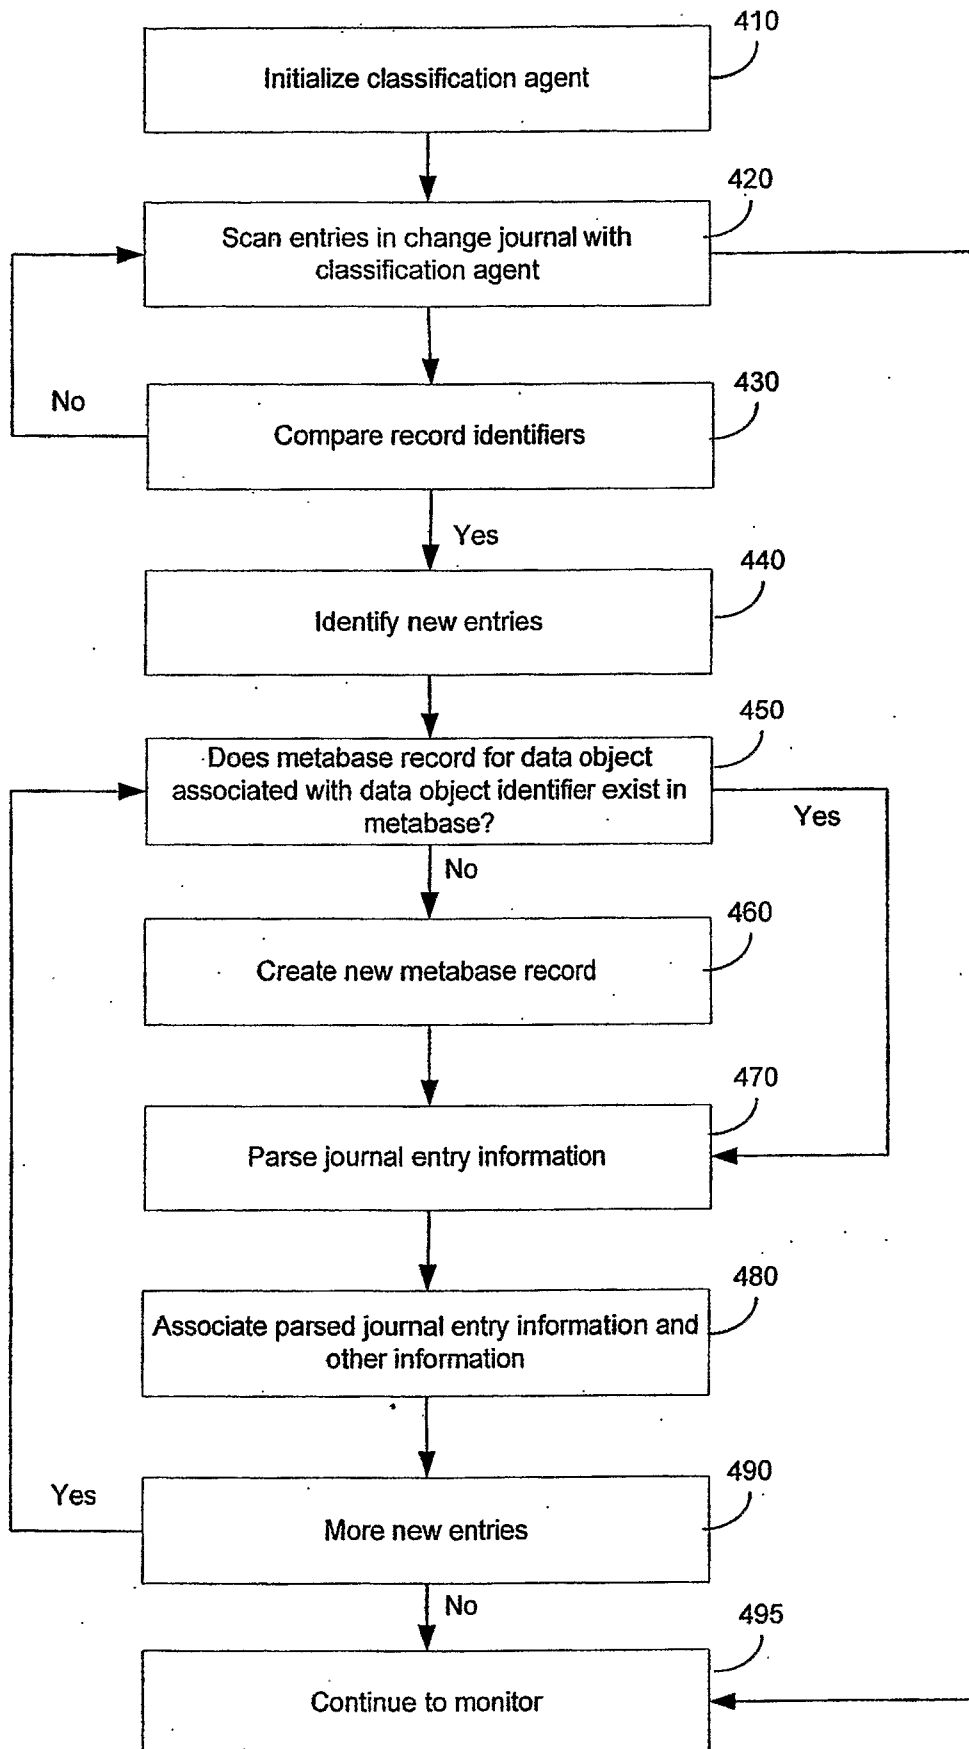 410
Initialize classification agent
420
Scan entries in change journal with
classification agent
430
No
Compare record identifiers
Yes
440
Identify new entries
450
Does metabase record for data object
associated with data object identifier exist in
metabase?
Yes
No
460
Create new metabase record
470
Parse journal entry information
480
Associate parsed journal entry information and
other information
490
Yes
More new entries
No
495
Continue to monitor